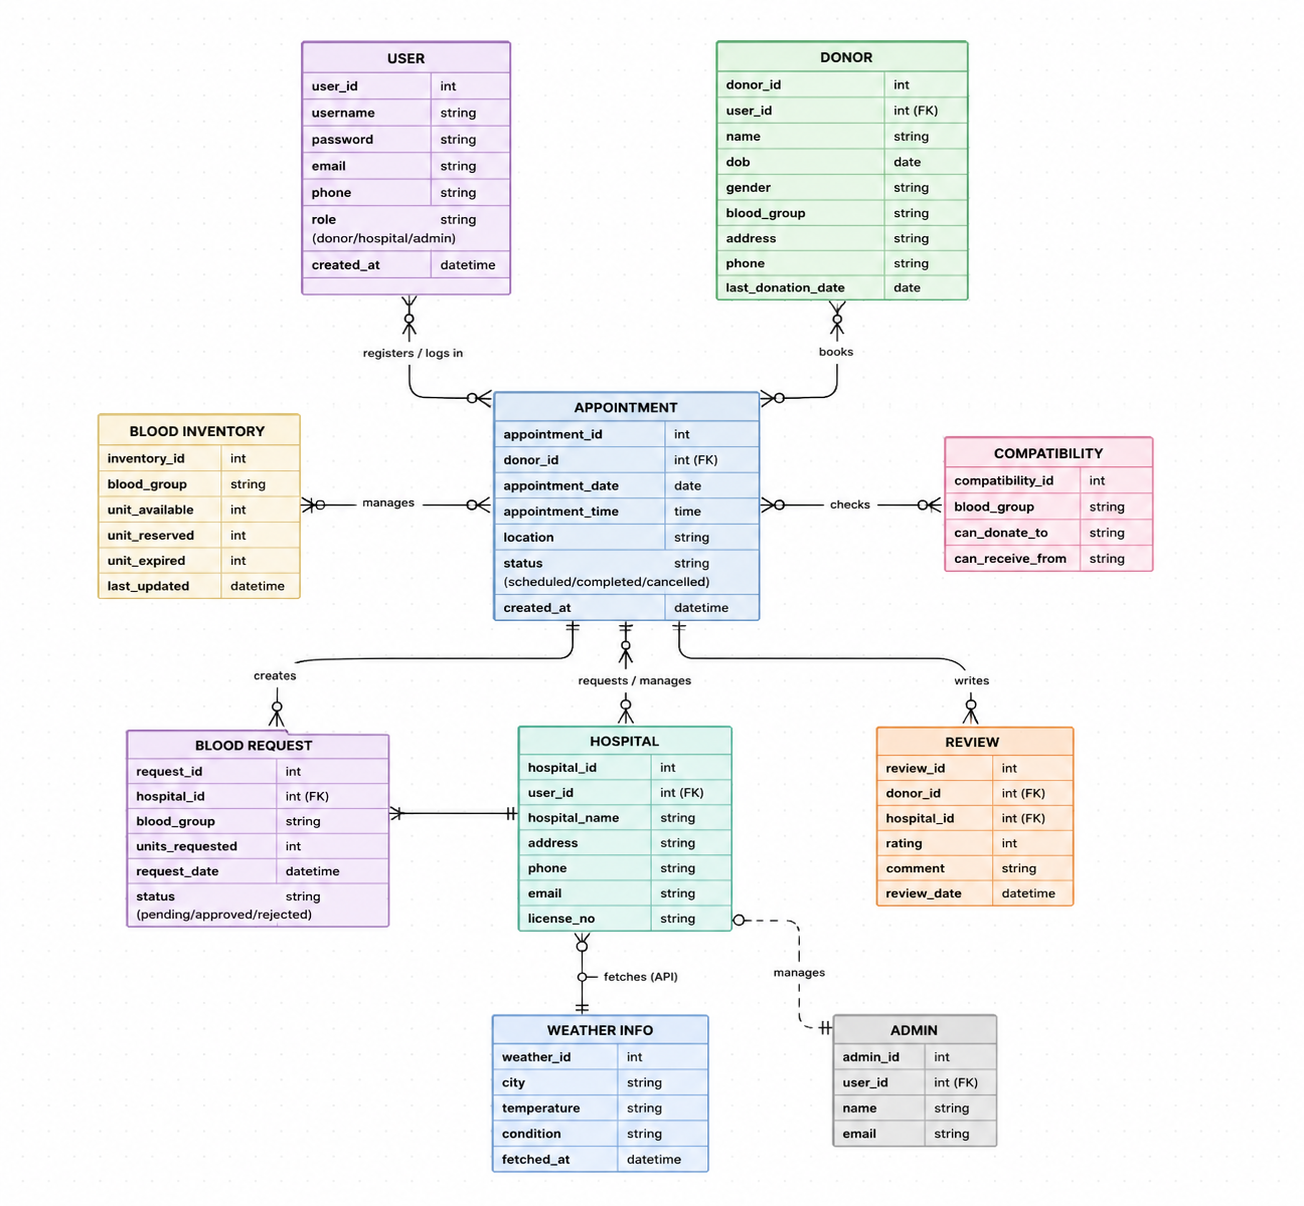 USER
user_id int
username string
password string
email string
phone string
role string
(donor/hospital/admin)
created_at datetime
DONOR
donor_id int
user_id int (FK)
name string
dob date
gender string
blood_group string
address string
phone string
last_donation_date date
registers / logs in
books
BLOOD INVENTORY
inventory_id int
blood_group string
unit_available int
unit_reserved int
unit_expired int
last_updated datetime
manages
APPOINTMENT
appointment_id int
donor_id int (FK)
appointment_date date
appointment_time time
location string
status string
(scheduled/completed/cancelled)
created_at datetime
checks
COMPATIBILITY
compatibility_id int
blood_group string
can_donate_to string
can_receive_from string
creates
requests / manages
writes
BLOOD REQUEST
request_id int
hospital_id int (FK)
blood_group string
units_requested int
request_date datetime
status string
(pending/approved/rejected)
HOSPITAL
hospital_id int
user_id int (FK)
hospital_name string
address string
phone string
email string
license_no string
REVIEW
review_id int
donor_id int (FK)
hospital_id int (FK)
rating int
comment string
review_date datetime
fetches (API)
manages
WEATHER INFO
weather_id int
city string
temperature string
condition string
fetched_at datetime
ADMIN
admin_id int
user_id int (FK)
name string
email string